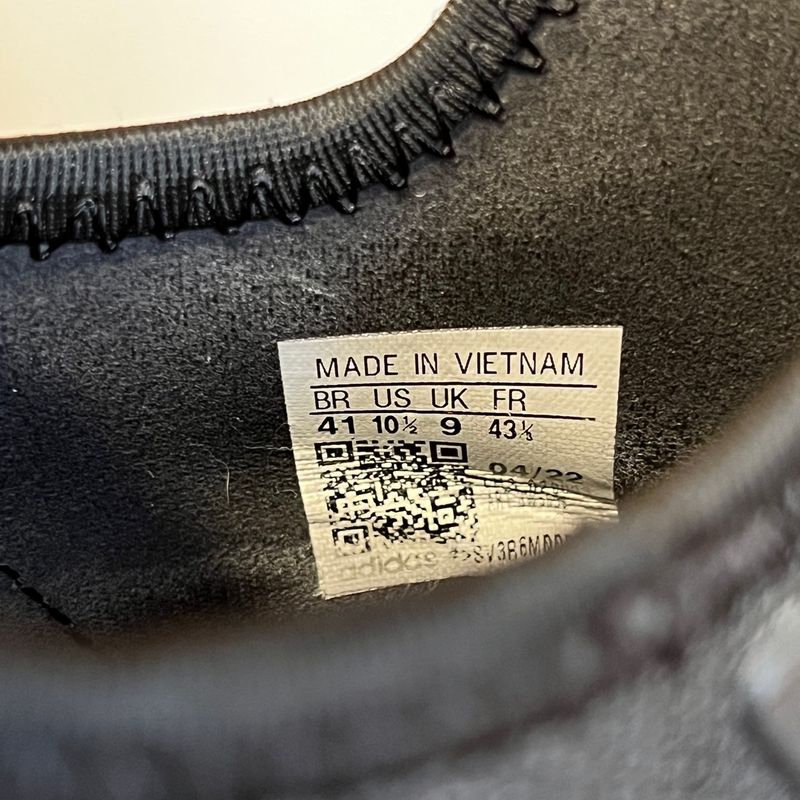 MADE IN VIETNAM
BR US UK FR
41 10½ 9 43⅓
04/22
adidas